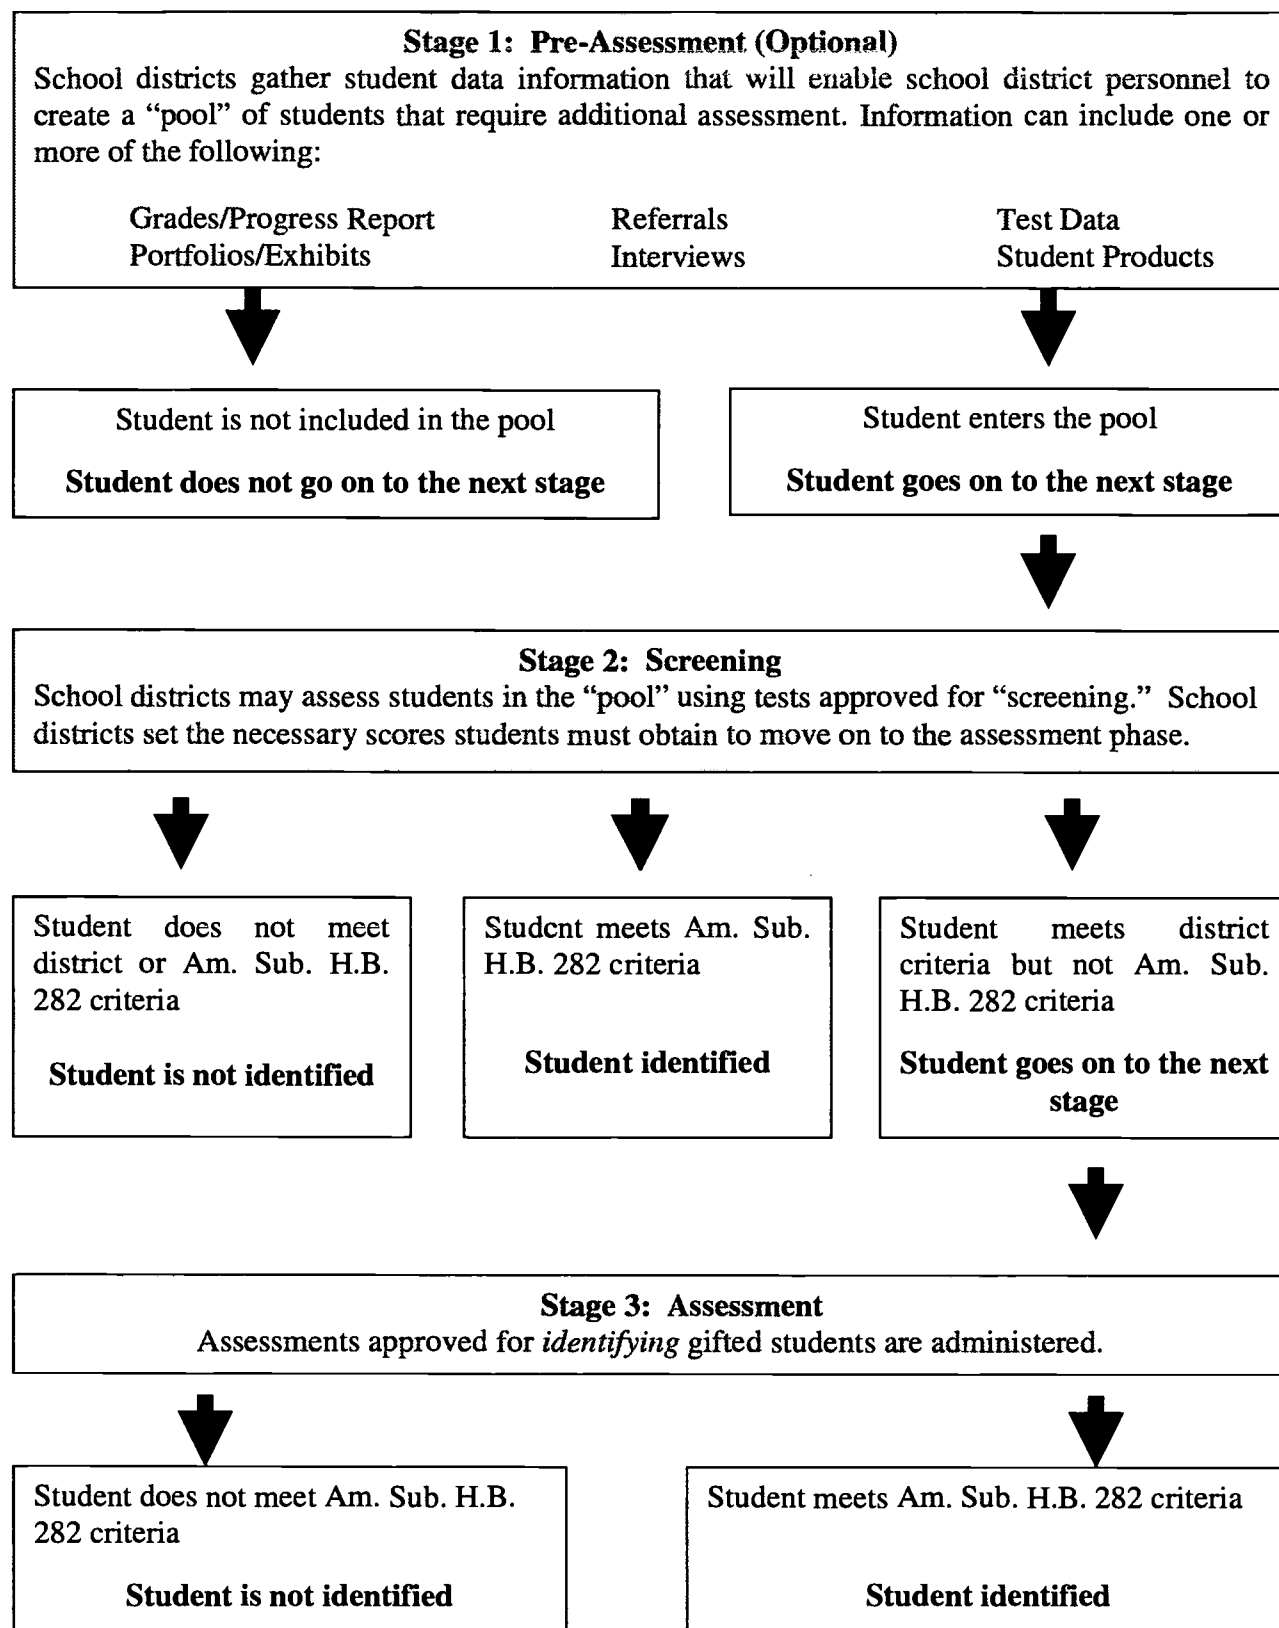 Stage 1: Pre-Assessment (Optional)
School districts gather student data information that will enable school district personnel to
create a “pool” of students that require additional assessment. Information can include one or
more of the following:
Grades/Progress Report Referrals Test Data
Portfolios/Exhibits Interviews Student Products
Student is not included in the pool
Student does not go on to the next stage
Student enters the pool
Student goes on to the next stage
Stage 2: Screening
School districts may assess students in the “pool” using tests approved for “screening.” School
districts set the necessary scores students must obtain to move on to the assessment phase.
Student does not meet
district or Am. Sub. H.B.
282 criteria
Student is not identified
Student meets Am. Sub.
H.B. 282 criteria
Student identified
Student meets district
criteria but not Am. Sub.
H.B. 282 criteria
Student goes on to the next
stage
Stage 3: Assessment
Assessments approved for identifying gifted students are administered.
Student does not meet Am. Sub. H.B.
282 criteria
Student is not identified
Student meets Am. Sub. H.B. 282 criteria
Student identified